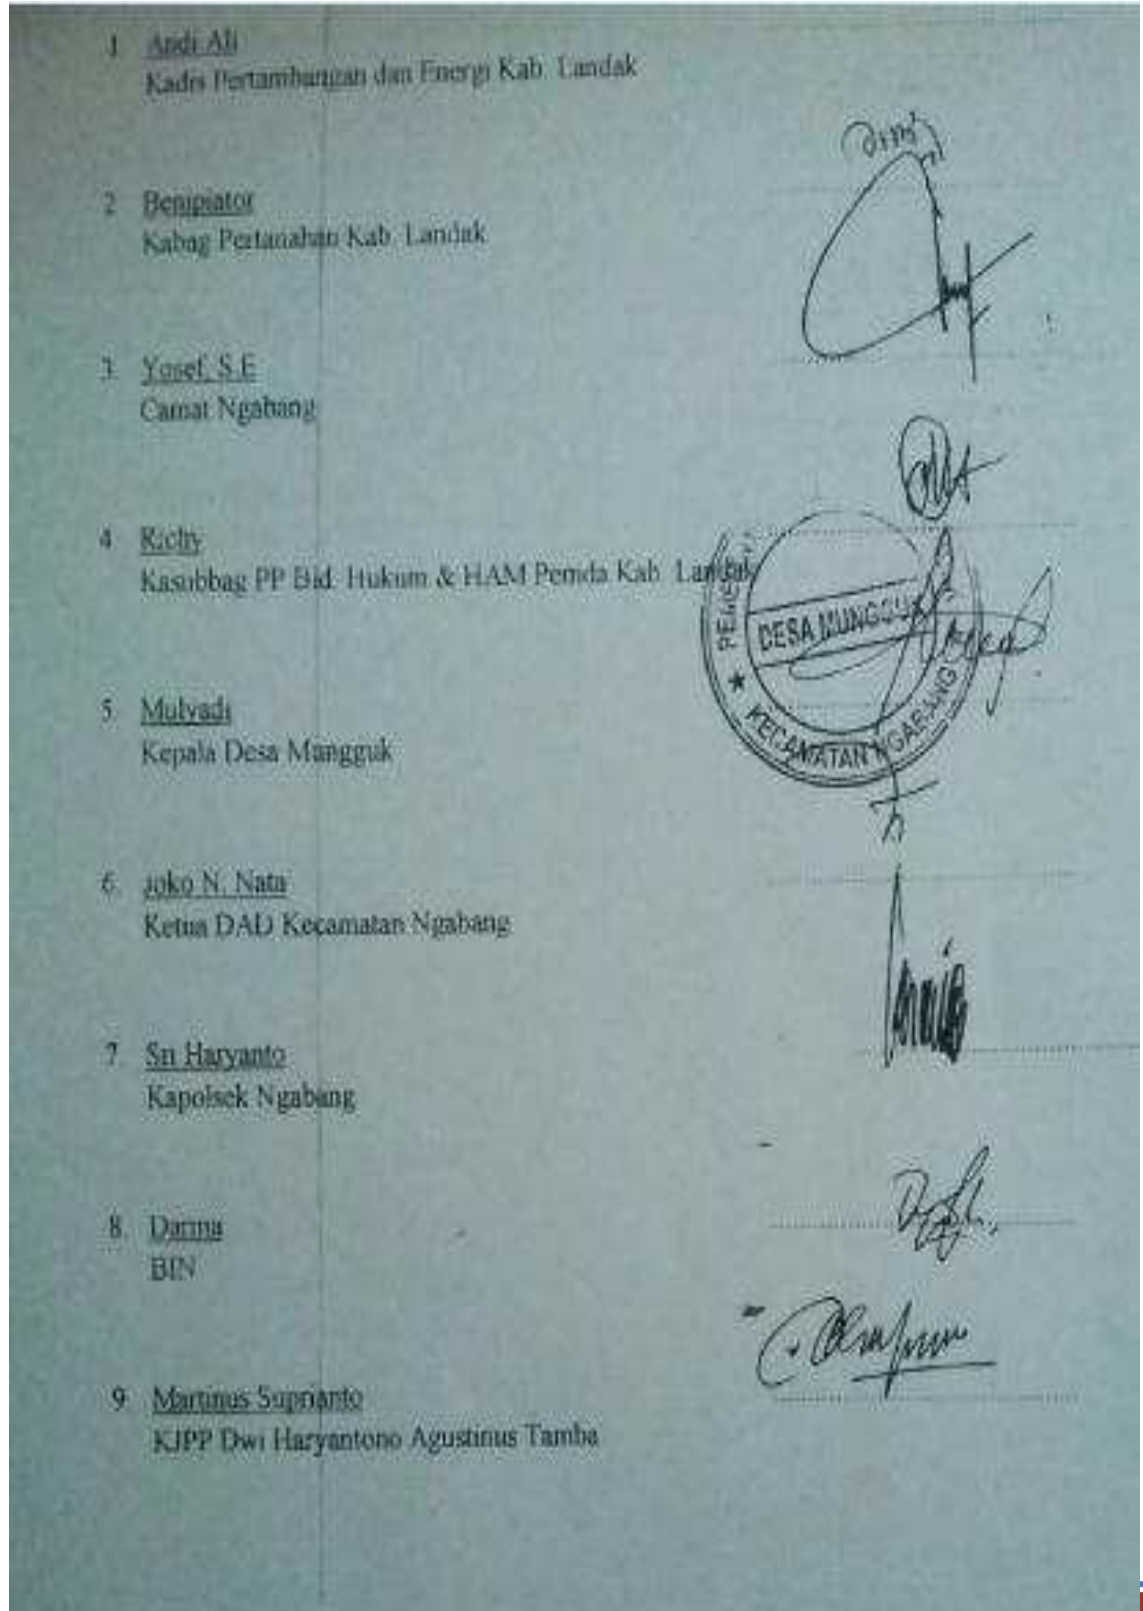 1. Andi Ali
Kadis Pertambangan dan Energi Kab. Landak
2. Benipiator
Kabag Pertanahan Kab. Landak
3. Yosef, S.E
Camat Ngabang
4. Richy
Kasubbag PP Bid. Hukum & HAM Pemda Kab. Landak
DESA MUNGGUK
KECAMATAN NGABANG
5. Mulyadi
Kepala Desa Mangguk
6. Joko N. Nata
Ketua DAD Kecamatan Ngabang
7. Sri Haryanto
Kapolsek Ngabang
8. Darma
BIN
9. Martinus Suprianto
KJPP Dwi Haryantono Agustinus Tamba